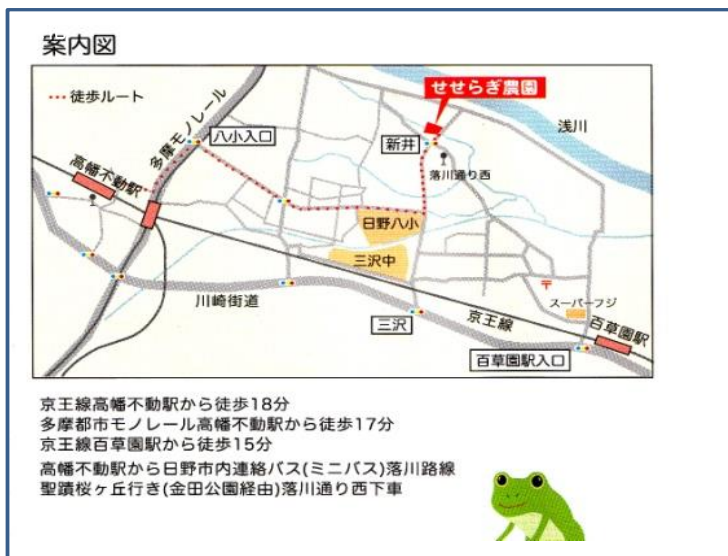 案内図
徒歩ルート
せせらぎ農園
多摩モノレール
八小入口
新井
浅川
高幡不動駅
落川通り西
日野八小
三沢中
〒
川崎街道
スーパーフジ
三沢
京王線
百草園駅
百草園駅入口
京王線高幡不動駅から徒歩18分
多摩都市モノレール高幡不動駅から徒歩17分
京王線百草園駅から徒歩15分
高幡不動駅から日野市内連絡バス(ミニバス)落川路線
聖蹟桜ヶ丘行き(金田公園経由)落川通り西下車